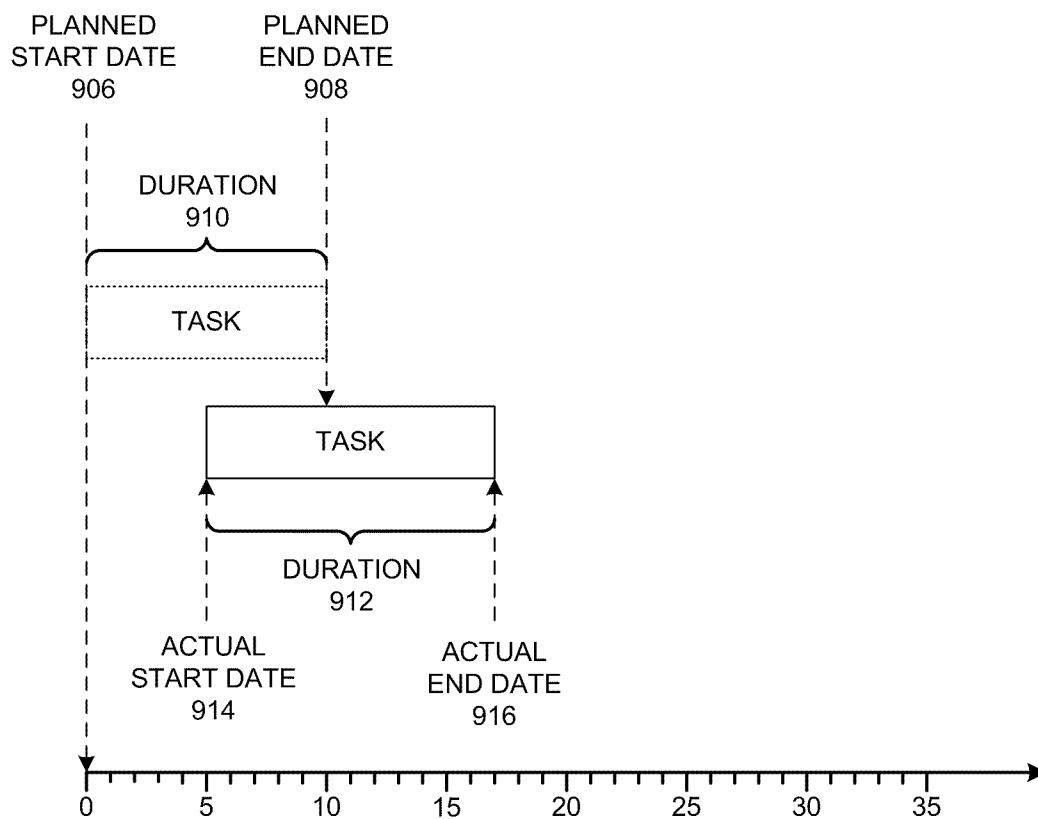 PLANNED
START DATE
906
PLANNED
END DATE
908
DURATION
910
TASK
TASK
DURATION
912
ACTUAL
START DATE
914
ACTUAL
END DATE
916
0 5 10 15 20 25 30 35